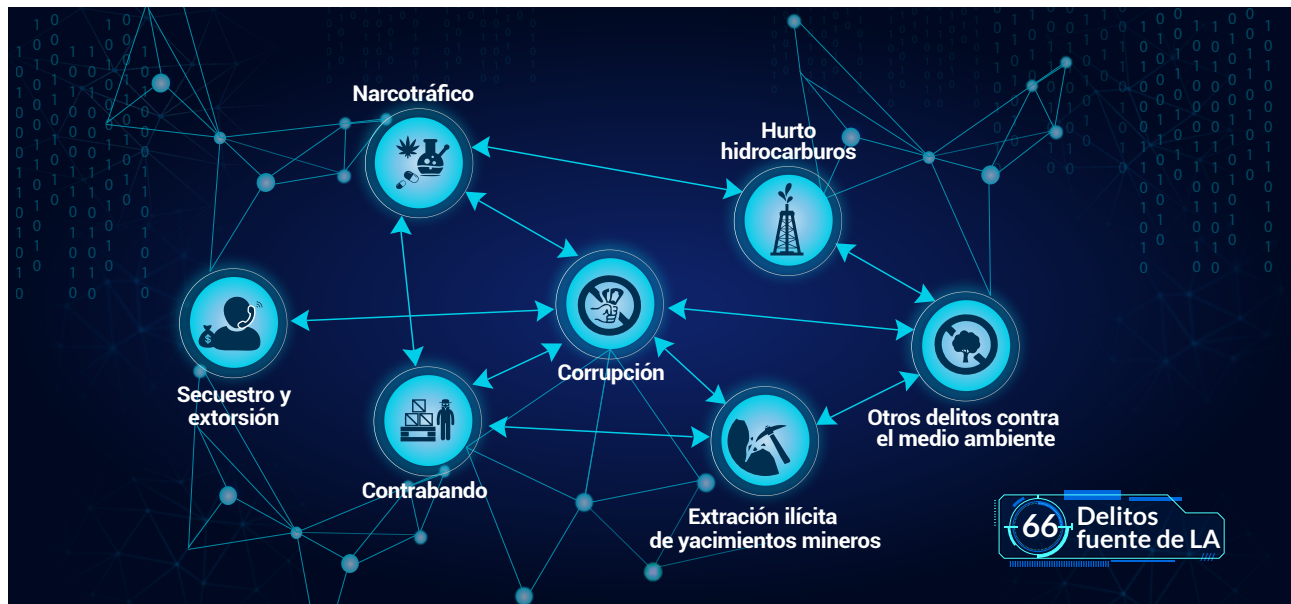 Narcotráfico
Hurto
hidrocarburos
Secuestro y
extorsión
Corrupción
Contrabando
Otros delitos contra
el medio ambiente
Extración ilícita
de yacimientos mineros
66
Delitos
fuente de LA